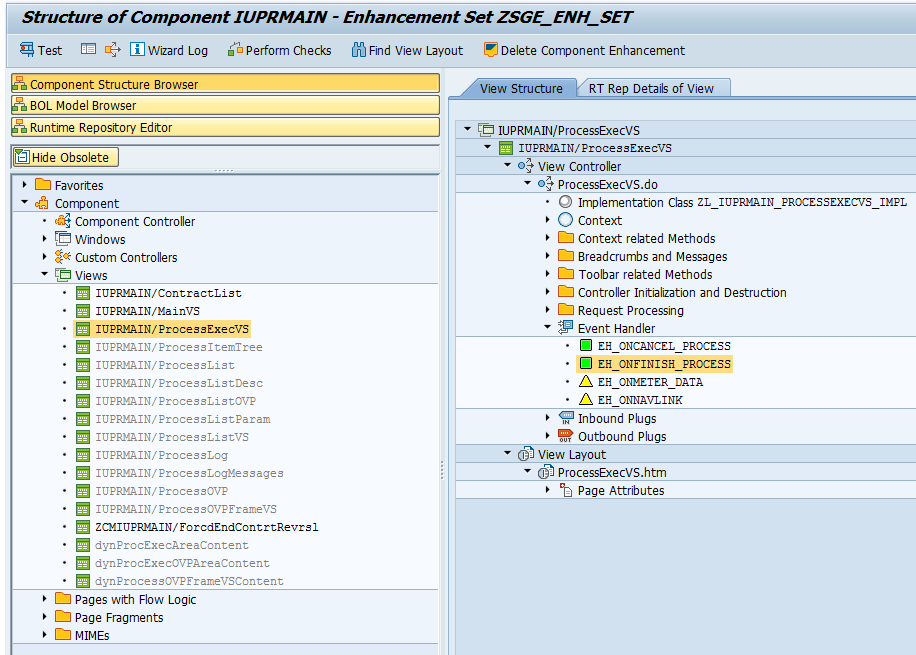 Structure of Component IUPRMAIN - Enhancement Set ZSGE_ENH_SET
Test Wizard Log Perform Checks Find View Layout Delete Component Enhancement
Component Structure Browser
BOL Model Browser
Runtime Repository Editor
Hide Obsolete
Favorites
Component
Component Controller
Windows
Custom Controllers
Views
IUPRMAIN/ContractList
IUPRMAIN/MainVS
IUPRMAIN/ProcessExecVS
IUPRMAIN/ProcessItemTree
IUPRMAIN/ProcessList
IUPRMAIN/ProcessListDesc
IUPRMAIN/ProcessListOVP
IUPRMAIN/ProcessListParam
IUPRMAIN/ProcessListVS
IUPRMAIN/ProcessLog
IUPRMAIN/ProcessLogMessages
IUPRMAIN/ProcessOVP
IUPRMAIN/ProcessOVPFrameVS
ZCMIUPRMAIN/ForcdEndContrtRevrsl
dynProcExecAreaContent
dynProcExecOVPAreaContent
dynProcessOVPFrameVSContent
Pages with Flow Logic
Page Fragments
MIMEs
View Structure RT Rep Details of View
IUPRMAIN/ProcessExecVS
IUPRMAIN/ProcessExecVS
View Controller
ProcessExecVS.do
Implementation Class ZL_IUPRMAIN_PROCESSEXECVS_IMPL
Context
Context related Methods
Breadcrumbs and Messages
Toolbar related Methods
Controller Initialization and Destruction
Request Processing
Event Handler
EH_ONCANCEL_PROCESS
EH_ONFINISH_PROCESS
EH_ONMETER_DATA
EH_ONNAVLINK
IN Inbound Plugs
OUT Outbound Plugs
View Layout
ProcessExecVS.htm
Page Attributes